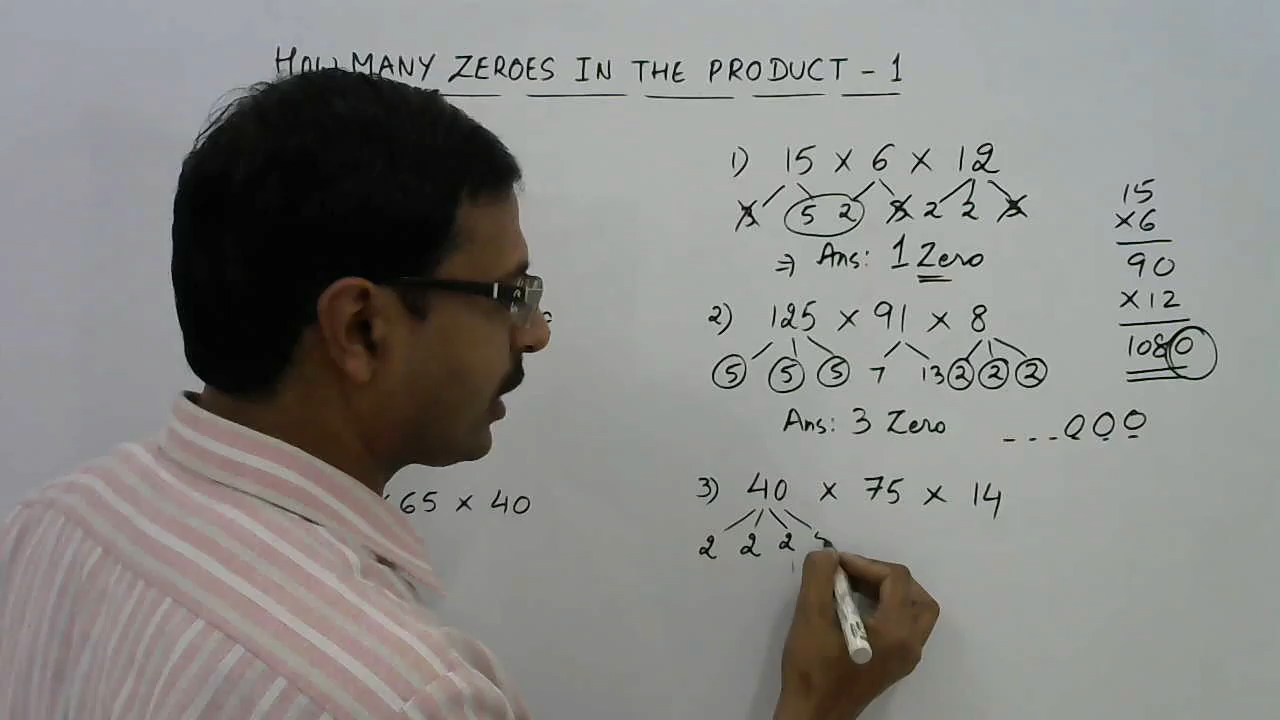 HOW MANY ZEROES IN THE PRODUCT - 1
1) 15 × 6 × 12
3 5 2 3 2 2 3
⇒ Ans: 1 Zero
2) 125 × 91 × 8
5 5 5 7 13 2 2 2
Ans: 3 Zero ---000
3) 40 × 75 × 14
2 2 2
15
×6
90
×12
1080
65 × 40